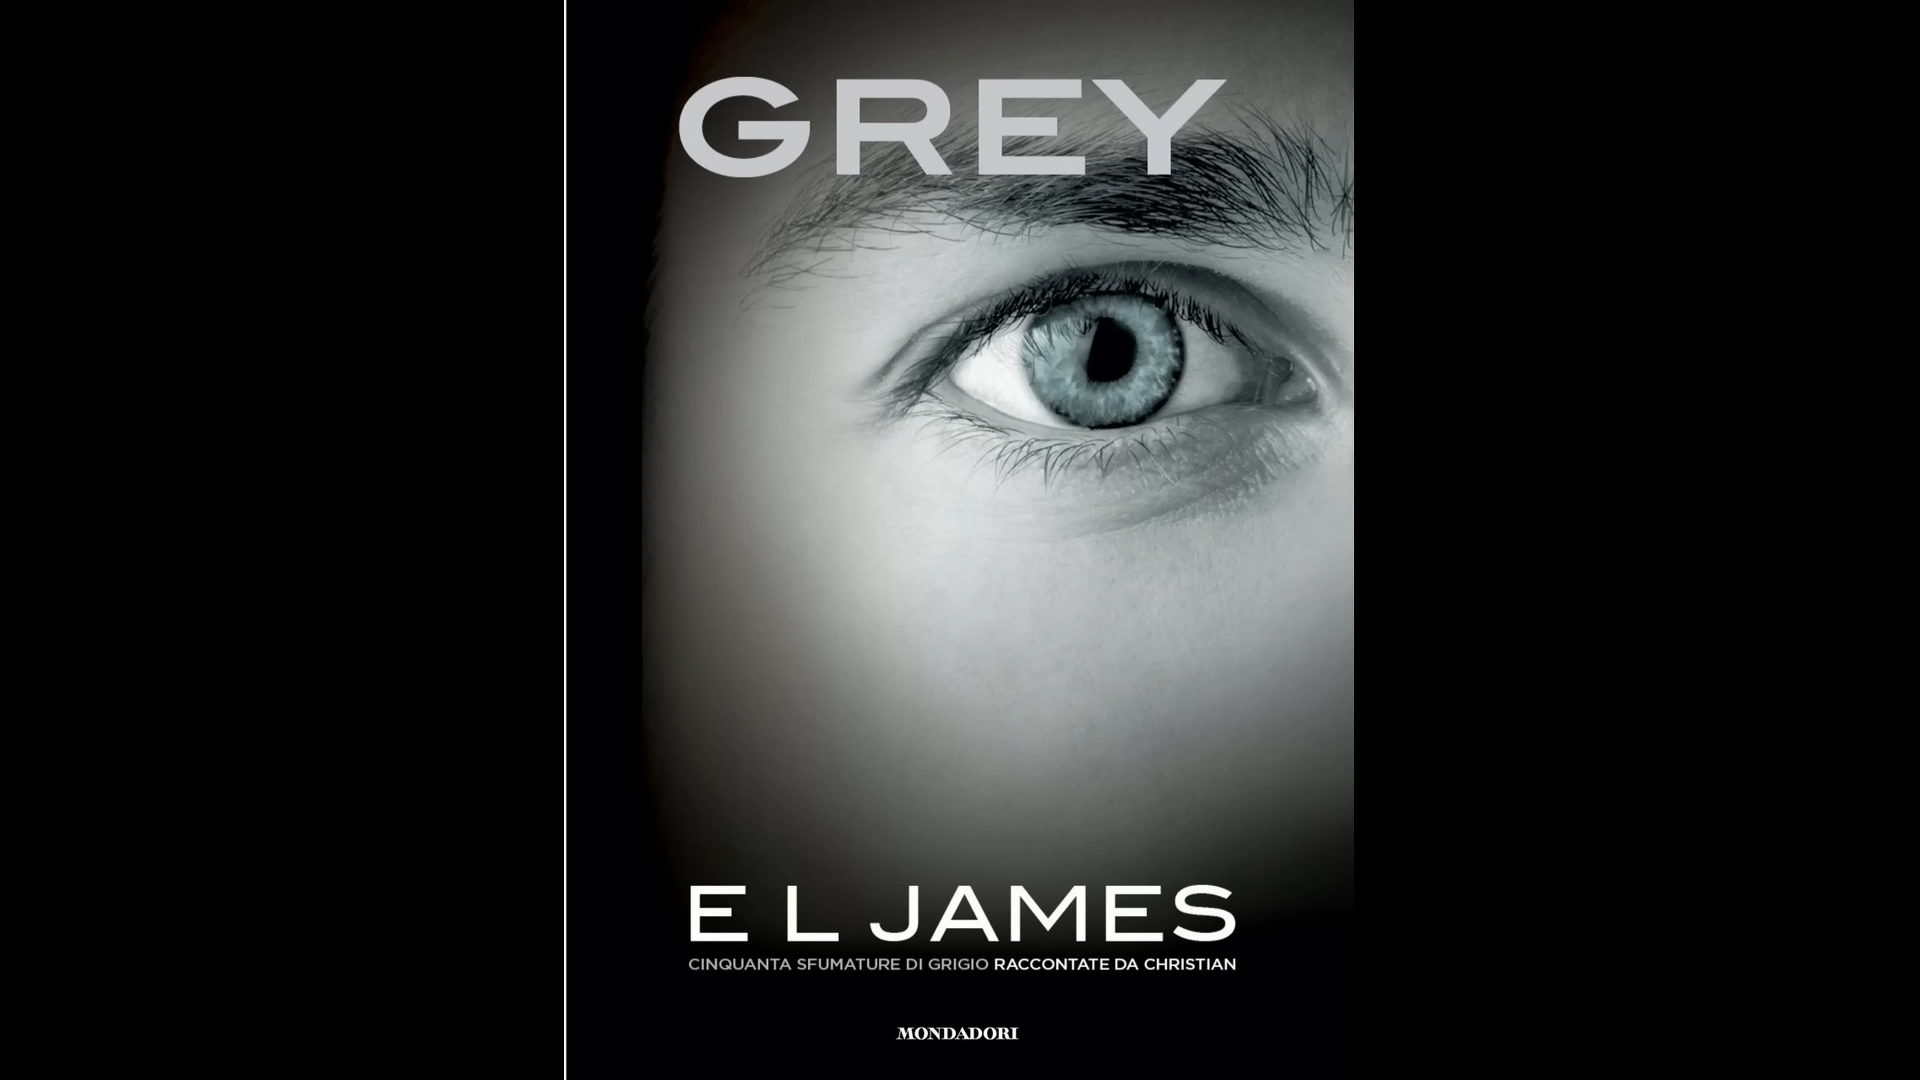 GREY
E L JAMES
CINQUANTA SFUMATURE DI GRIGIO RACCONTATE DA CHRISTIAN
MONDADORI